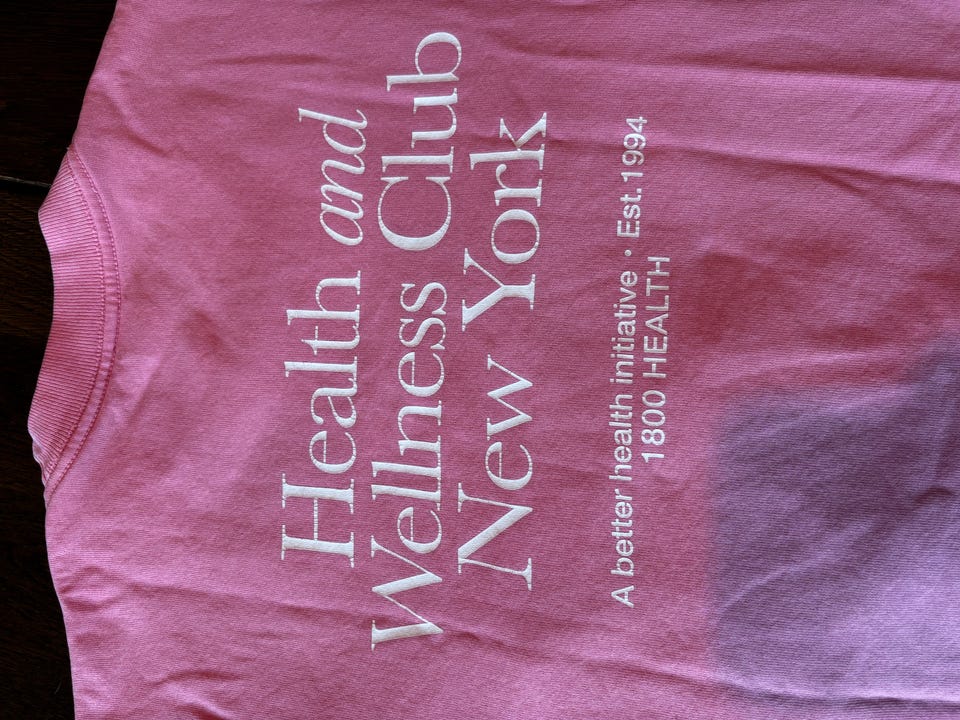 Health and
Wellness Club
New York
A better health initiative · Est.1994
1800 HEALTH